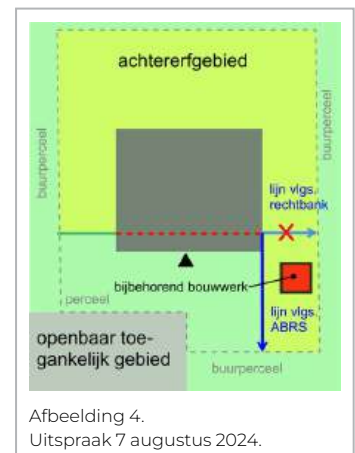 achtererfgebied
buurperceel
buurperceel
lijn vlgs.
rechtbank
bijbehorend bouwwerk
perceel
lijn vlgs.
ABRS
openbaar toe-
gankelijk gebied
buurperceel
Afbeelding 4.
Uitspraak 7 augustus 2024.